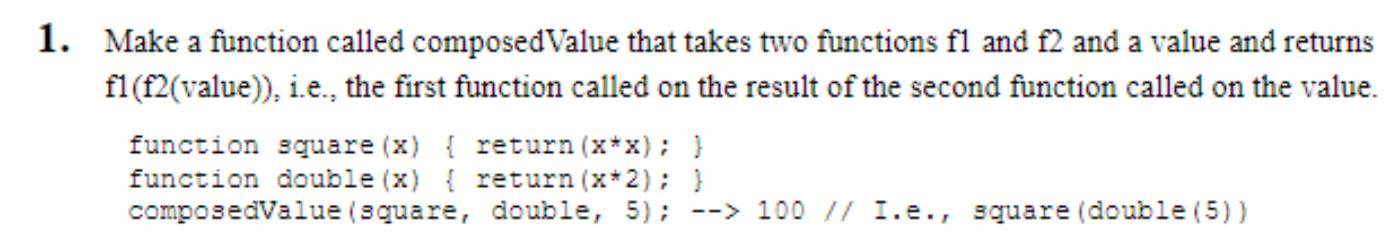 1. Make a function called composedValue that takes two functions f1 and f2 and a value and returns
f1(f2(value)), i.e., the first function called on the result of the second function called on the value.
function square(x) { return(x*x); }
function double(x) { return(x*2); }
composedValue(square, double, 5); --> 100 // I.e., square(double(5))